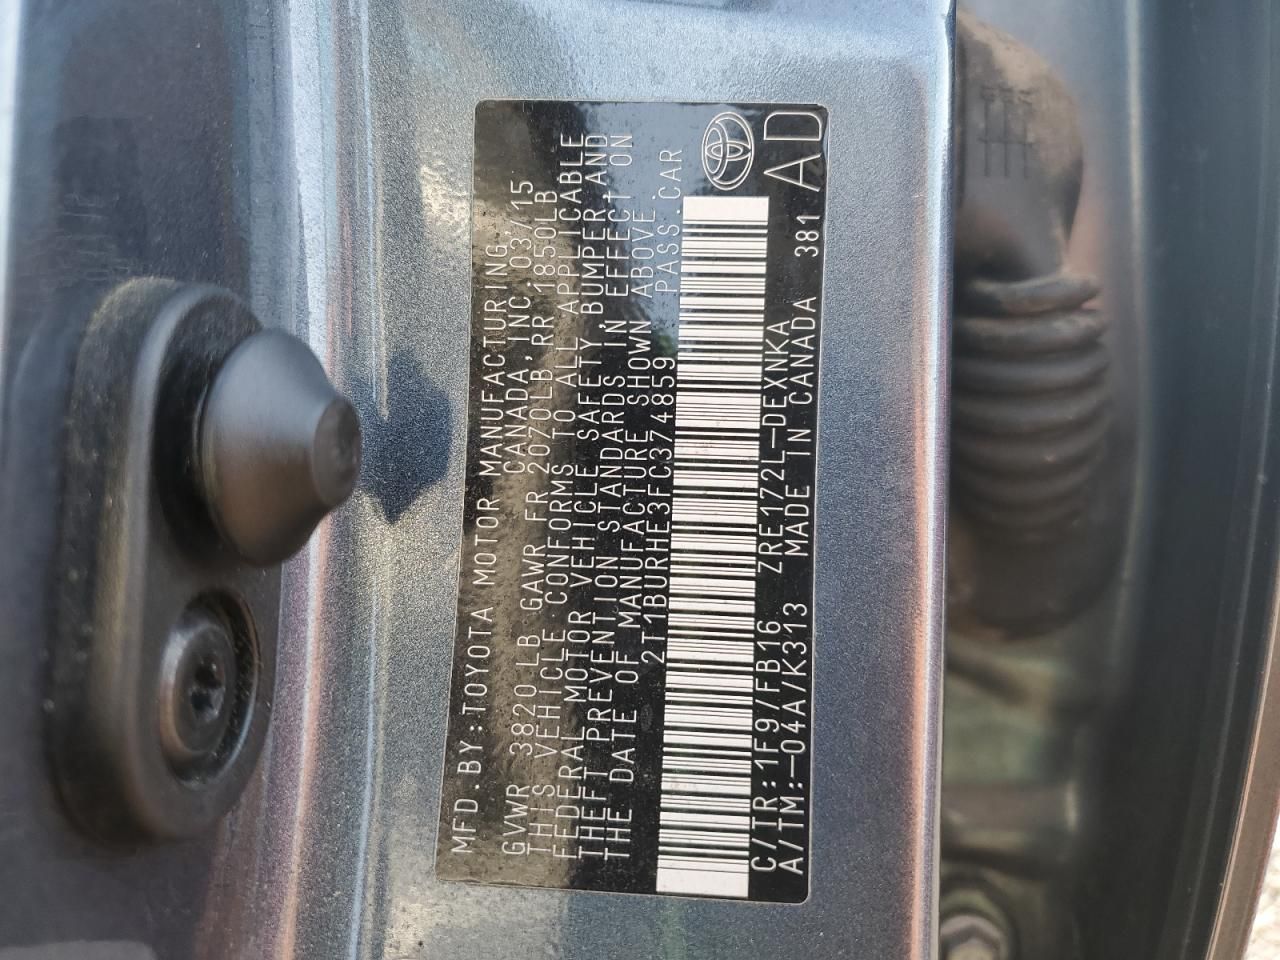 MFD.BY:TOYOTA MOTOR MANUFACTURING,
CANADA,INC. 03/15
GVWR 3820LB GAWR FR 2070LB,RR 1850LB
THIS VEHICLE CONFORMS TO ALL APPLICABLE
FEDERAL MOTOR VEHICLE SAFETY,BUMPER,AND
THEFT PREVENTION STANDARDS IN EFFECT ON
THE DATE OF MANUFACTURE SHOWN ABOVE.
2T1BURHE3FC374859 PASS.CAR
C/TR:1F9/FB16 ZRE172L-DEXNKA
A/TM:-04A/K313 MADE IN CANADA 381 AD